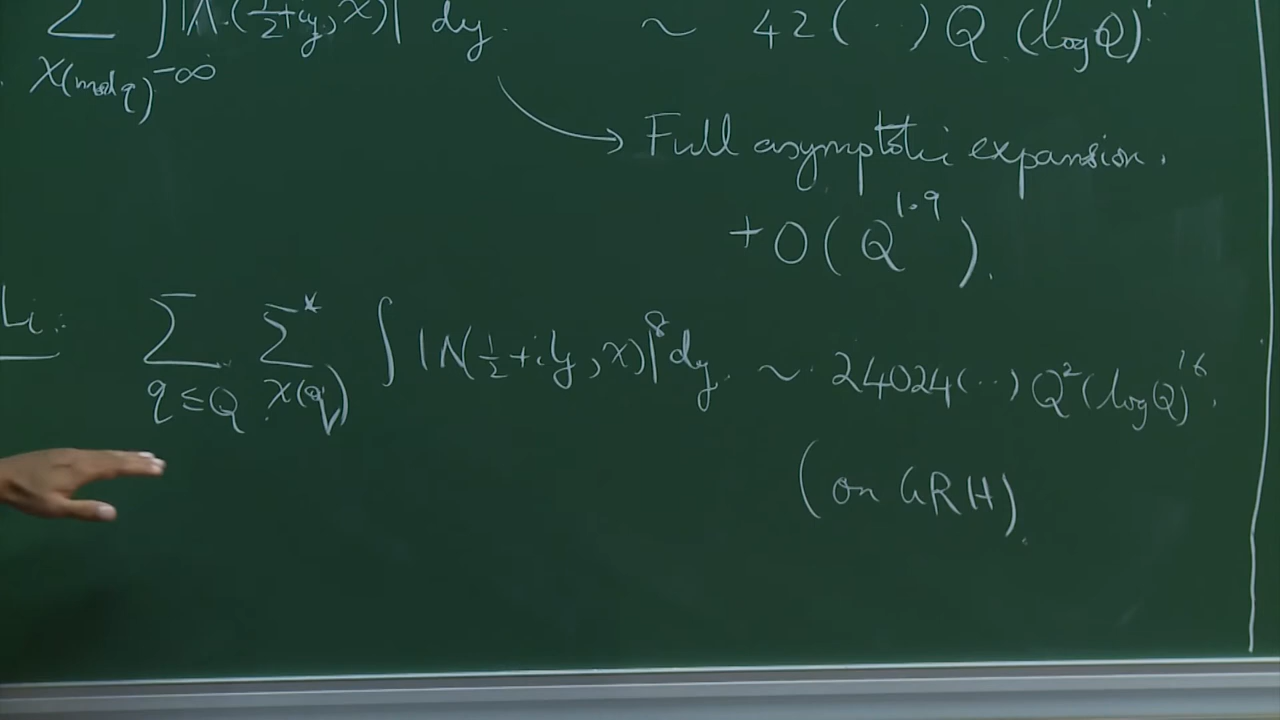 ∑ ∫ |Λ(½+iy, χ)| dy. ~ 42(··)Q (log Q)
χ(mod q) -∞
→ Full asymptotic expansion.
+ O(Q^1.9).
Li: ∑ ∑* ∫ |Λ(½+iy, χ)|^8 dy ~ 24024(··) Q^2 (log Q)^16.
q ≤ Q χ(q)
(on GRH).